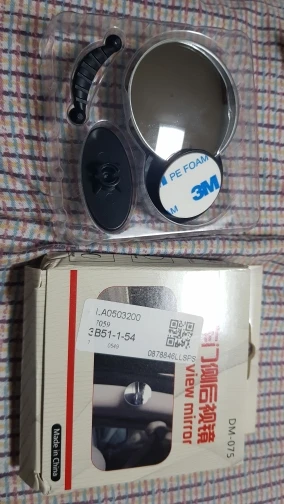 PE FOAM
3M
LA0503200
T059
3B51-1-54
0878846LLSPS
门侧后视镜
view mirror
DM-075
Made in China